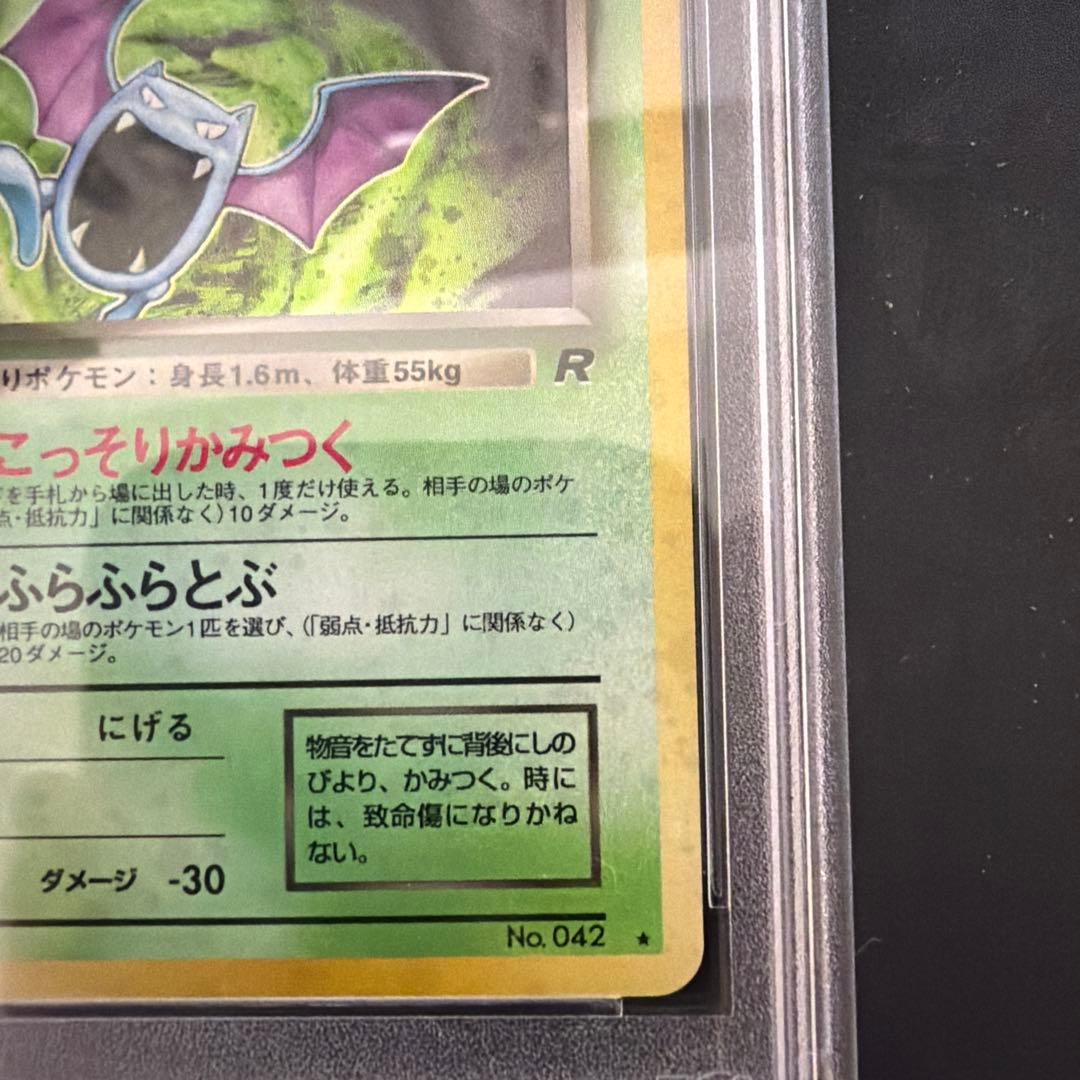 りポケモン：身長1.6m、体重55kg
R
こっそりかみつく
を手札から場に出した時、1度だけ使える。相手の場のポケ
点・抵抗力」に関係なく）10ダメージ。
ふらふらとぶ
相手の場のポケモン1匹を選び、（「弱点・抵抗力」に関係なく）
20ダメージ。
にげる
物音をたてずに背後にしの
びより、かみつく。時に
は、致命傷になりかね
ない。
ダメージ -30
No. 042 ★